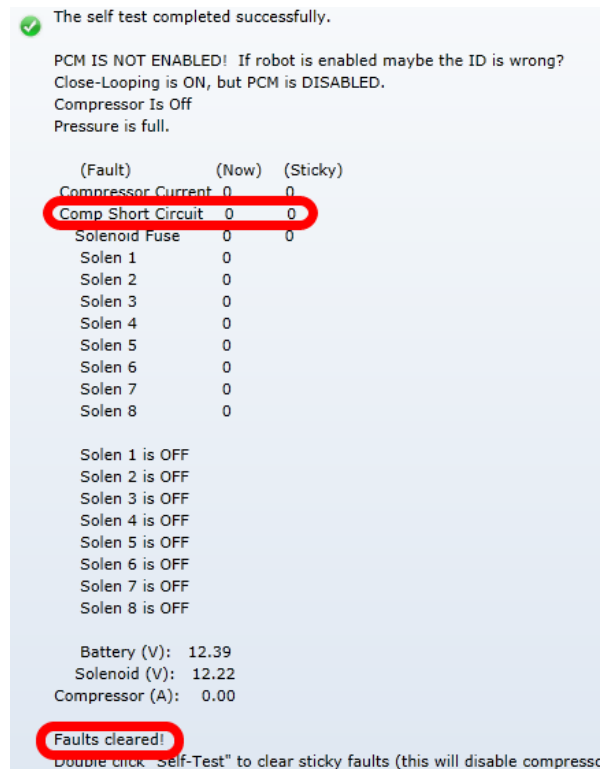 The self test completed successfully.
PCM IS NOT ENABLED!  If robot is enabled maybe the ID is wrong?
Close-Looping is ON, but PCM is DISABLED.
Compressor Is Off
Pressure is full.
(Fault) (Now) (Sticky)
Compressor Current 0 0
Comp Short Circuit 0 0
Solenoid Fuse 0 0
Solen 1 0
Solen 2 0
Solen 3 0
Solen 4 0
Solen 5 0
Solen 6 0
Solen 7 0
Solen 8 0
Solen 1 is OFF
Solen 2 is OFF
Solen 3 is OFF
Solen 4 is OFF
Solen 5 is OFF
Solen 6 is OFF
Solen 7 is OFF
Solen 8 is OFF
Battery (V): 12.39
Solenoid (V): 12.22
Compressor (A): 0.00
Faults cleared!
Double click "Self-Test" to clear sticky faults (this will disable compresso